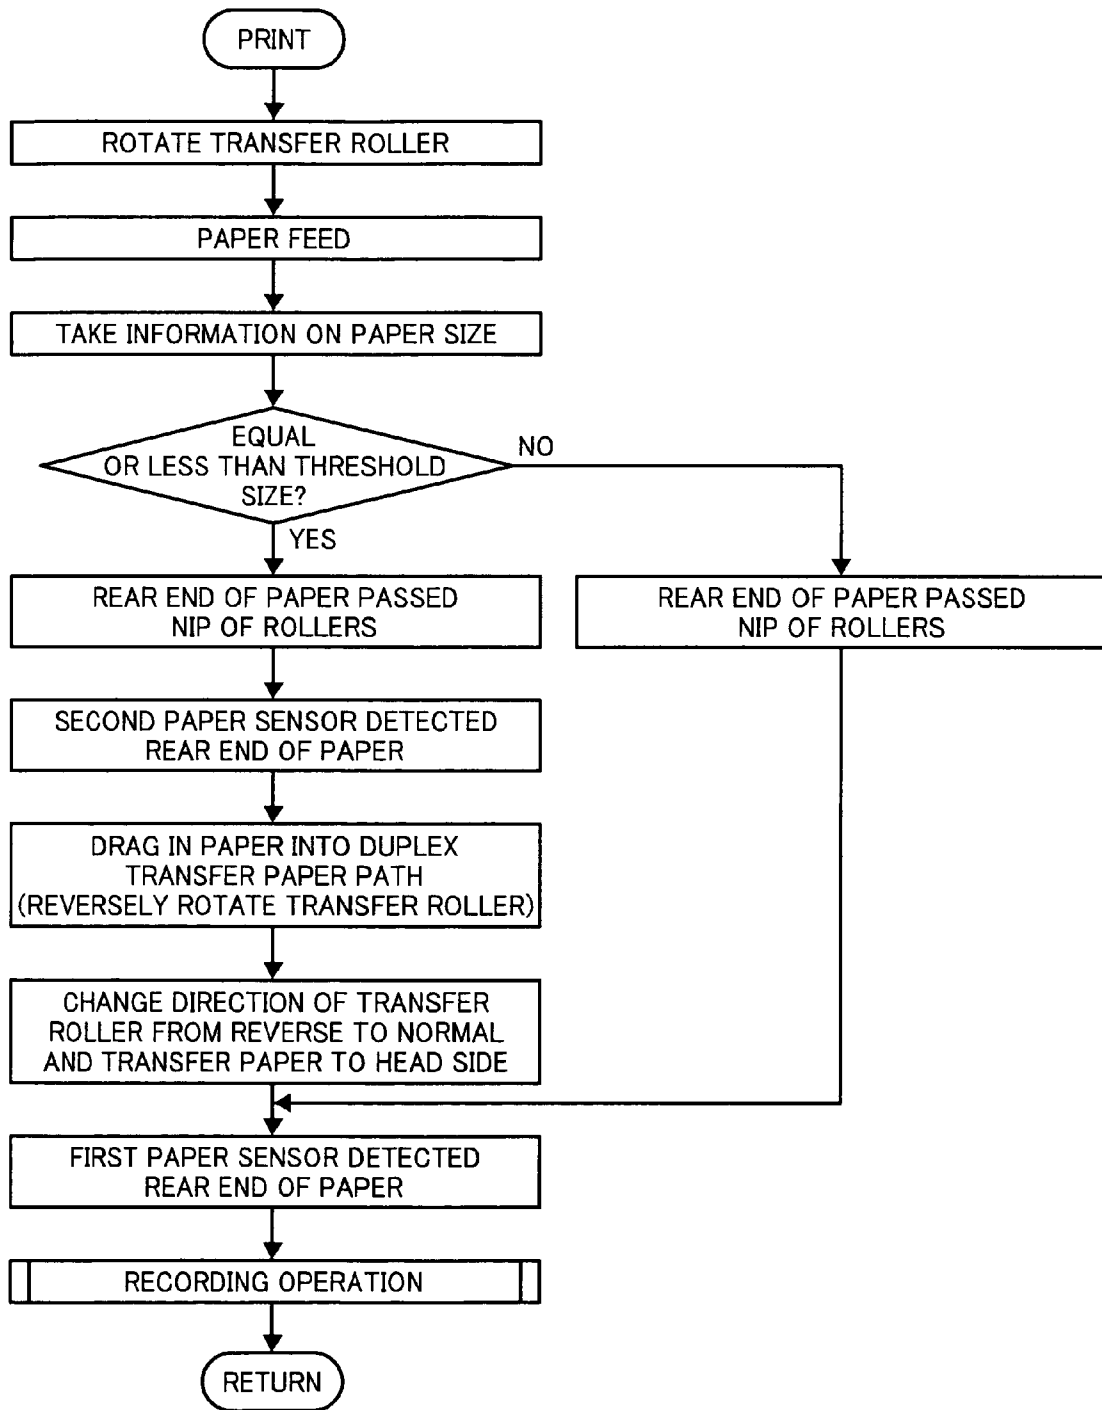 PRINT
ROTATE TRANSFER ROLLER
PAPER FEED
TAKE INFORMATION ON PAPER SIZE
EQUAL
OR LESS THAN THRESHOLD
SIZE?
NO
YES
REAR END OF PAPER PASSED
NIP OF ROLLERS
REAR END OF PAPER PASSED
NIP OF ROLLERS
SECOND PAPER SENSOR DETECTED
REAR END OF PAPER
DRAG IN PAPER INTO DUPLEX
TRANSFER PAPER PATH
(REVERSELY ROTATE TRANSFER ROLLER)
CHANGE DIRECTION OF TRANSFER
ROLLER FROM REVERSE TO NORMAL
AND TRANSFER PAPER TO HEAD SIDE
FIRST PAPER SENSOR DETECTED
REAR END OF PAPER
RECORDING OPERATION
RETURN